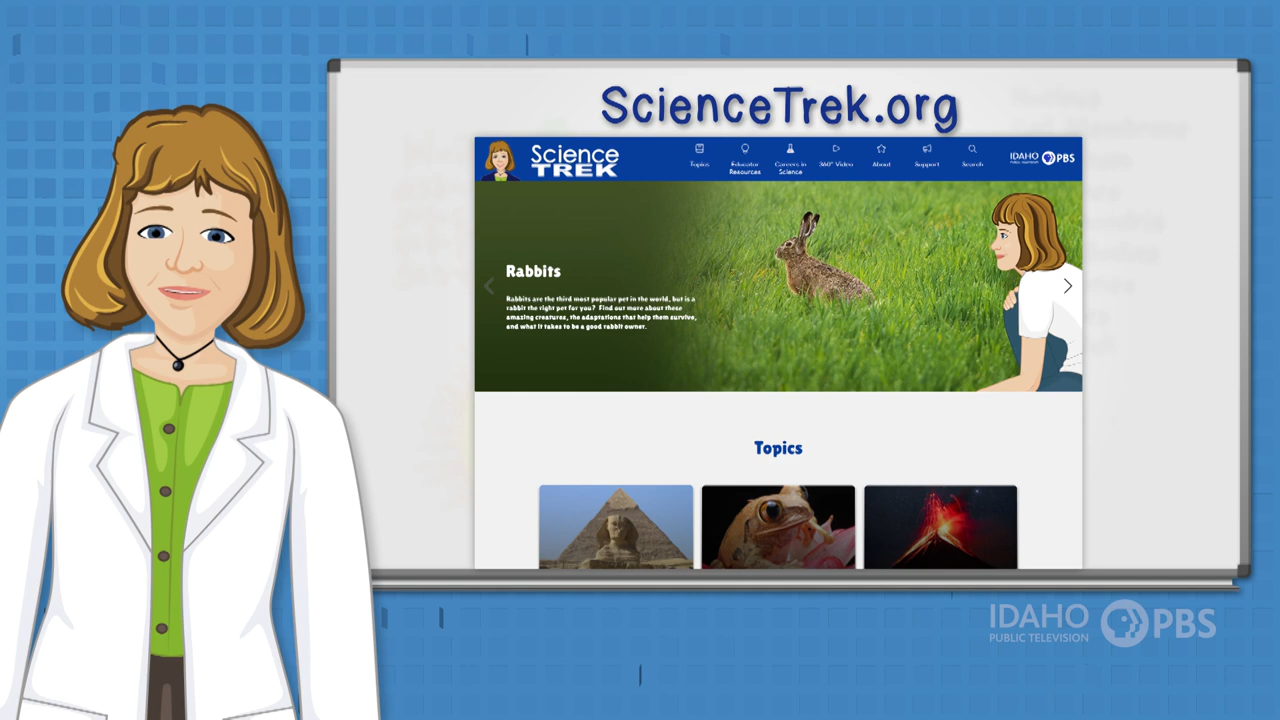 ScienceTrek.org
Science
TREK
Topics
Educator
Resources
Careers in
Science
360° Video
About
Support
Search
IDAHO
PBS
Rabbits
Rabbits are the third most popular pet in the world, but is a
rabbit the right pet for you? Find out more about these
amazing creatures, the adaptations that help them survive,
and what it takes to be a good rabbit owner.
Topics
IDAHO
PUBLIC TELEVISION
PBS